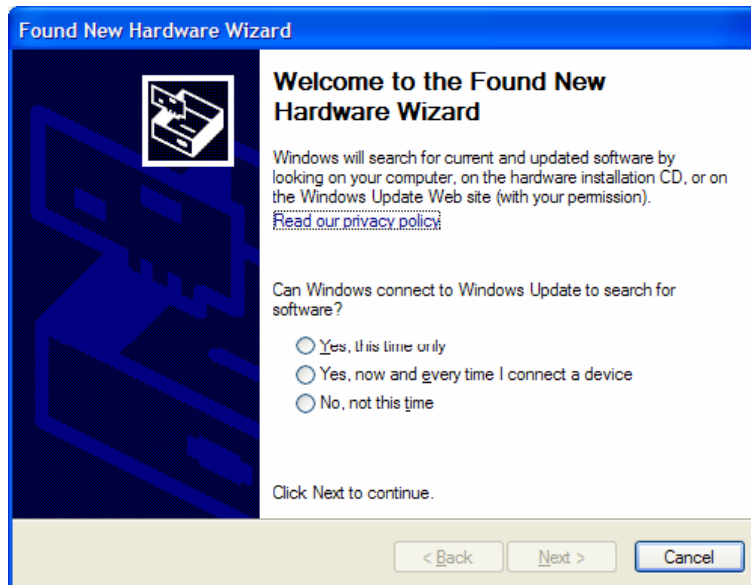 Found New Hardware Wizard
Welcome to the Found New
Hardware Wizard
Windows will search for current and updated software by
looking on your computer, on the hardware installation CD, or on
the Windows Update Web site (with your permission).
Read our privacy policy
Can Windows connect to Windows Update to search for
software?
Yes, this time only
Yes, now and every time I connect a device
No, not this time
Click Next to continue.
< Back
Next >
Cancel